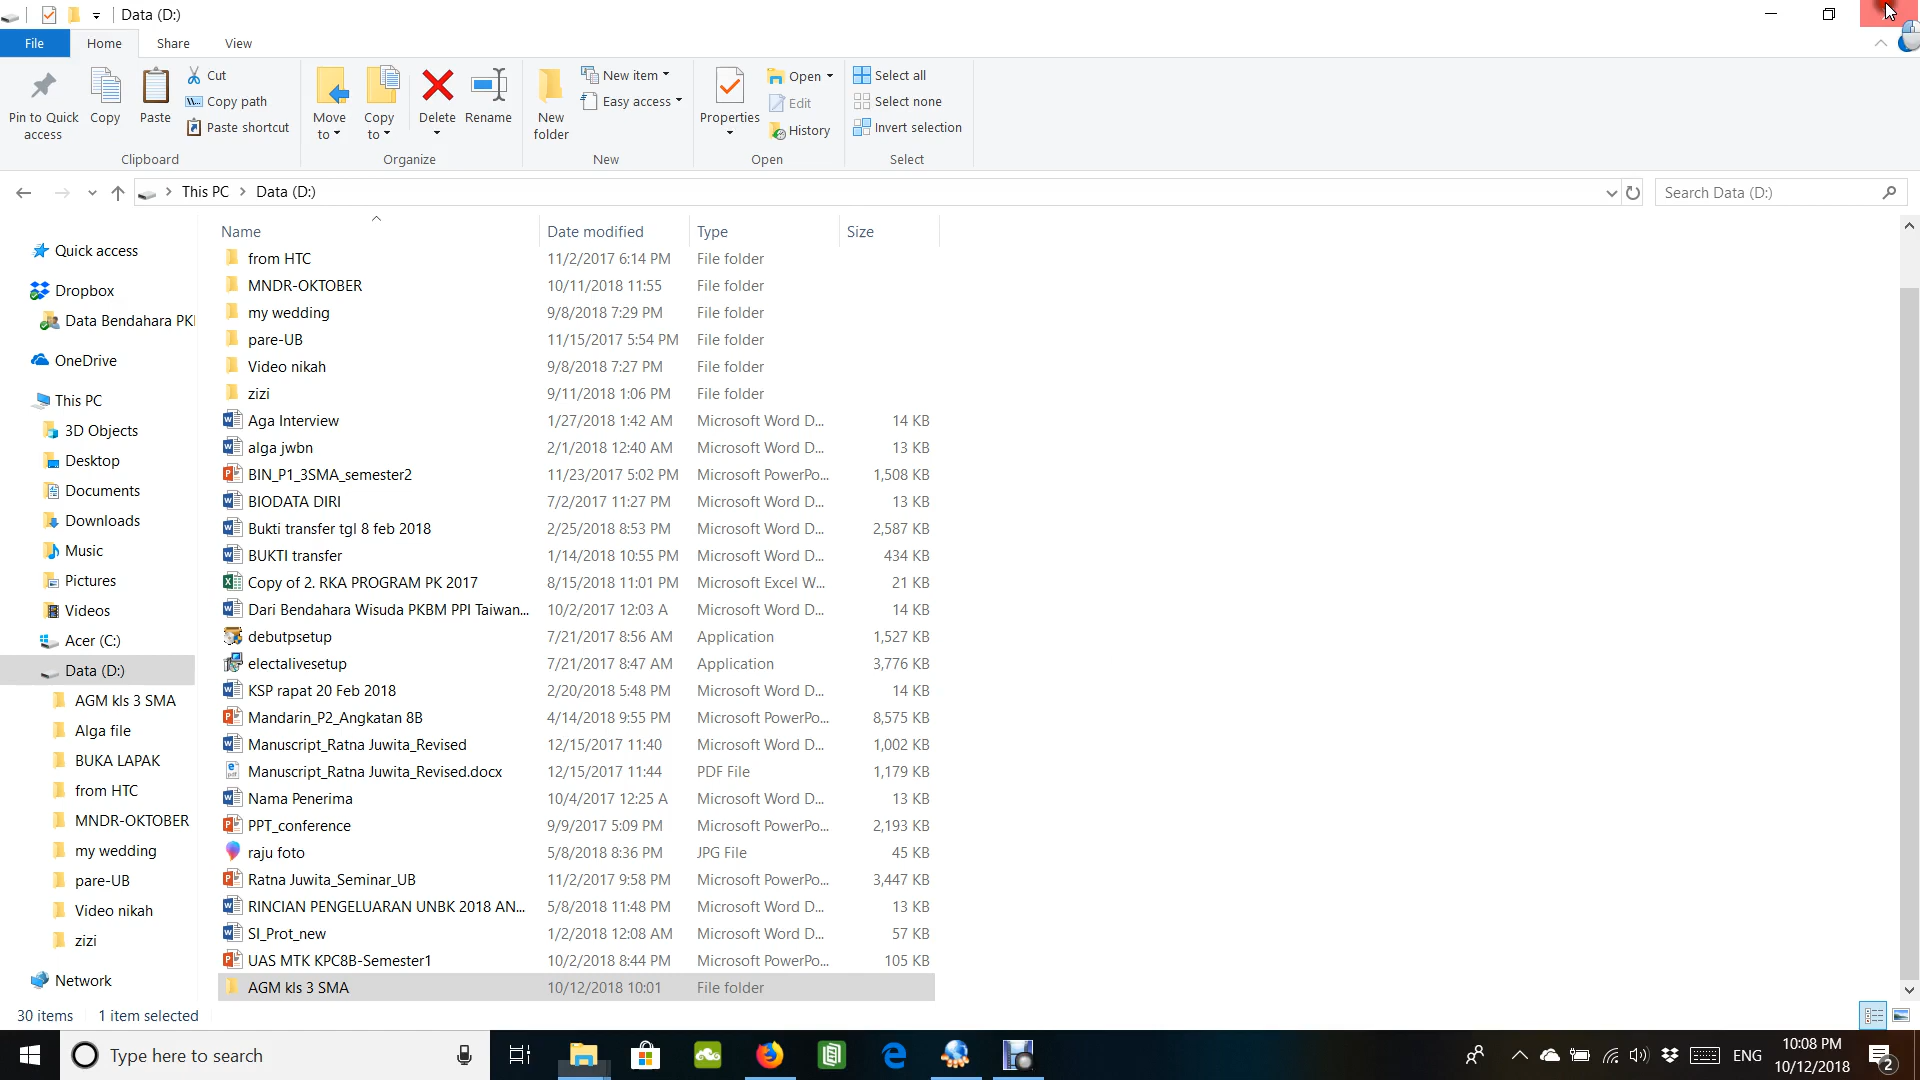 Data (D:)
File Home Share View
Pin to Quick access
Copy
Paste
Cut
Copy path
Paste shortcut
Clipboard
Move to
Copy to
Delete
Rename
Organize
New folder
New item
Easy access
New
Properties
Open
Edit
History
Open
Select all
Select none
Invert selection
Select
This PC Data (D:)
Search Data (D:)
Quick access
Dropbox
Data Bendahara PKI
OneDrive
This PC
3D Objects
Desktop
Documents
Downloads
Music
Pictures
Videos
Acer (C:)
Data (D:)
AGM kls 3 SMA
Alga file
BUKA LAPAK
from HTC
MNDR-OKTOBER
my wedding
pare-UB
Video nikah
zizi
Network
Name Date modified Type Size
from HTC 11/2/2017 6:14 PM File folder
MNDR-OKTOBER 10/11/2018 11:55 File folder
my wedding 9/8/2018 7:29 PM File folder
pare-UB 11/15/2017 5:54 PM File folder
Video nikah 9/8/2018 7:27 PM File folder
zizi 9/11/2018 1:06 PM File folder
Aga Interview 1/27/2018 1:42 AM Microsoft Word D... 14 KB
alga jwbn 2/1/2018 12:40 AM Microsoft Word D... 13 KB
BIN_P1_3SMA_semester2 11/23/2017 5:02 PM Microsoft PowerPo... 1,508 KB
BIODATA DIRI 7/2/2017 11:27 PM Microsoft Word D... 13 KB
Bukti transfer tgl 8 feb 2018 2/25/2018 8:53 PM Microsoft Word D... 2,587 KB
BUKTI transfer 1/14/2018 10:55 PM Microsoft Word D... 434 KB
Copy of 2. RKA PROGRAM PK 2017 8/15/2018 11:01 PM Microsoft Excel W... 21 KB
Dari Bendahara Wisuda PKBM PPI Taiwan... 10/2/2017 12:03 A Microsoft Word D... 14 KB
debutpsetup 7/21/2017 8:56 AM Application 1,527 KB
electalivesetup 7/21/2017 8:47 AM Application 3,776 KB
KSP rapat 20 Feb 2018 2/20/2018 5:48 PM Microsoft Word D... 14 KB
Mandarin_P2_Angkatan 8B 4/14/2018 9:55 PM Microsoft PowerPo... 8,575 KB
Manuscript_Ratna Juwita_Revised 12/15/2017 11:40 Microsoft Word D... 1,002 KB
Manuscript_Ratna Juwita_Revised.docx 12/15/2017 11:44 PDF File 1,179 KB
Nama Penerima 10/4/2017 12:25 A Microsoft Word D... 13 KB
PPT_conference 9/9/2017 5:09 PM Microsoft PowerPo... 2,193 KB
raju foto 5/8/2018 8:36 PM JPG File 45 KB
Ratna Juwita_Seminar_UB 11/2/2017 9:58 PM Microsoft PowerPo... 3,447 KB
RINCIAN PENGELUARAN UNBK 2018 AN... 5/8/2018 11:48 PM Microsoft Word D... 13 KB
SI_Prot_new 1/2/2018 12:08 AM Microsoft Word D... 57 KB
UAS MTK KPC8B-Semester1 10/2/2018 8:44 PM Microsoft PowerPo... 105 KB
AGM kls 3 SMA 10/12/2018 10:01 File folder
30 items 1 item selected
Type here to search
ENG
10:08 PM
10/12/2018
2